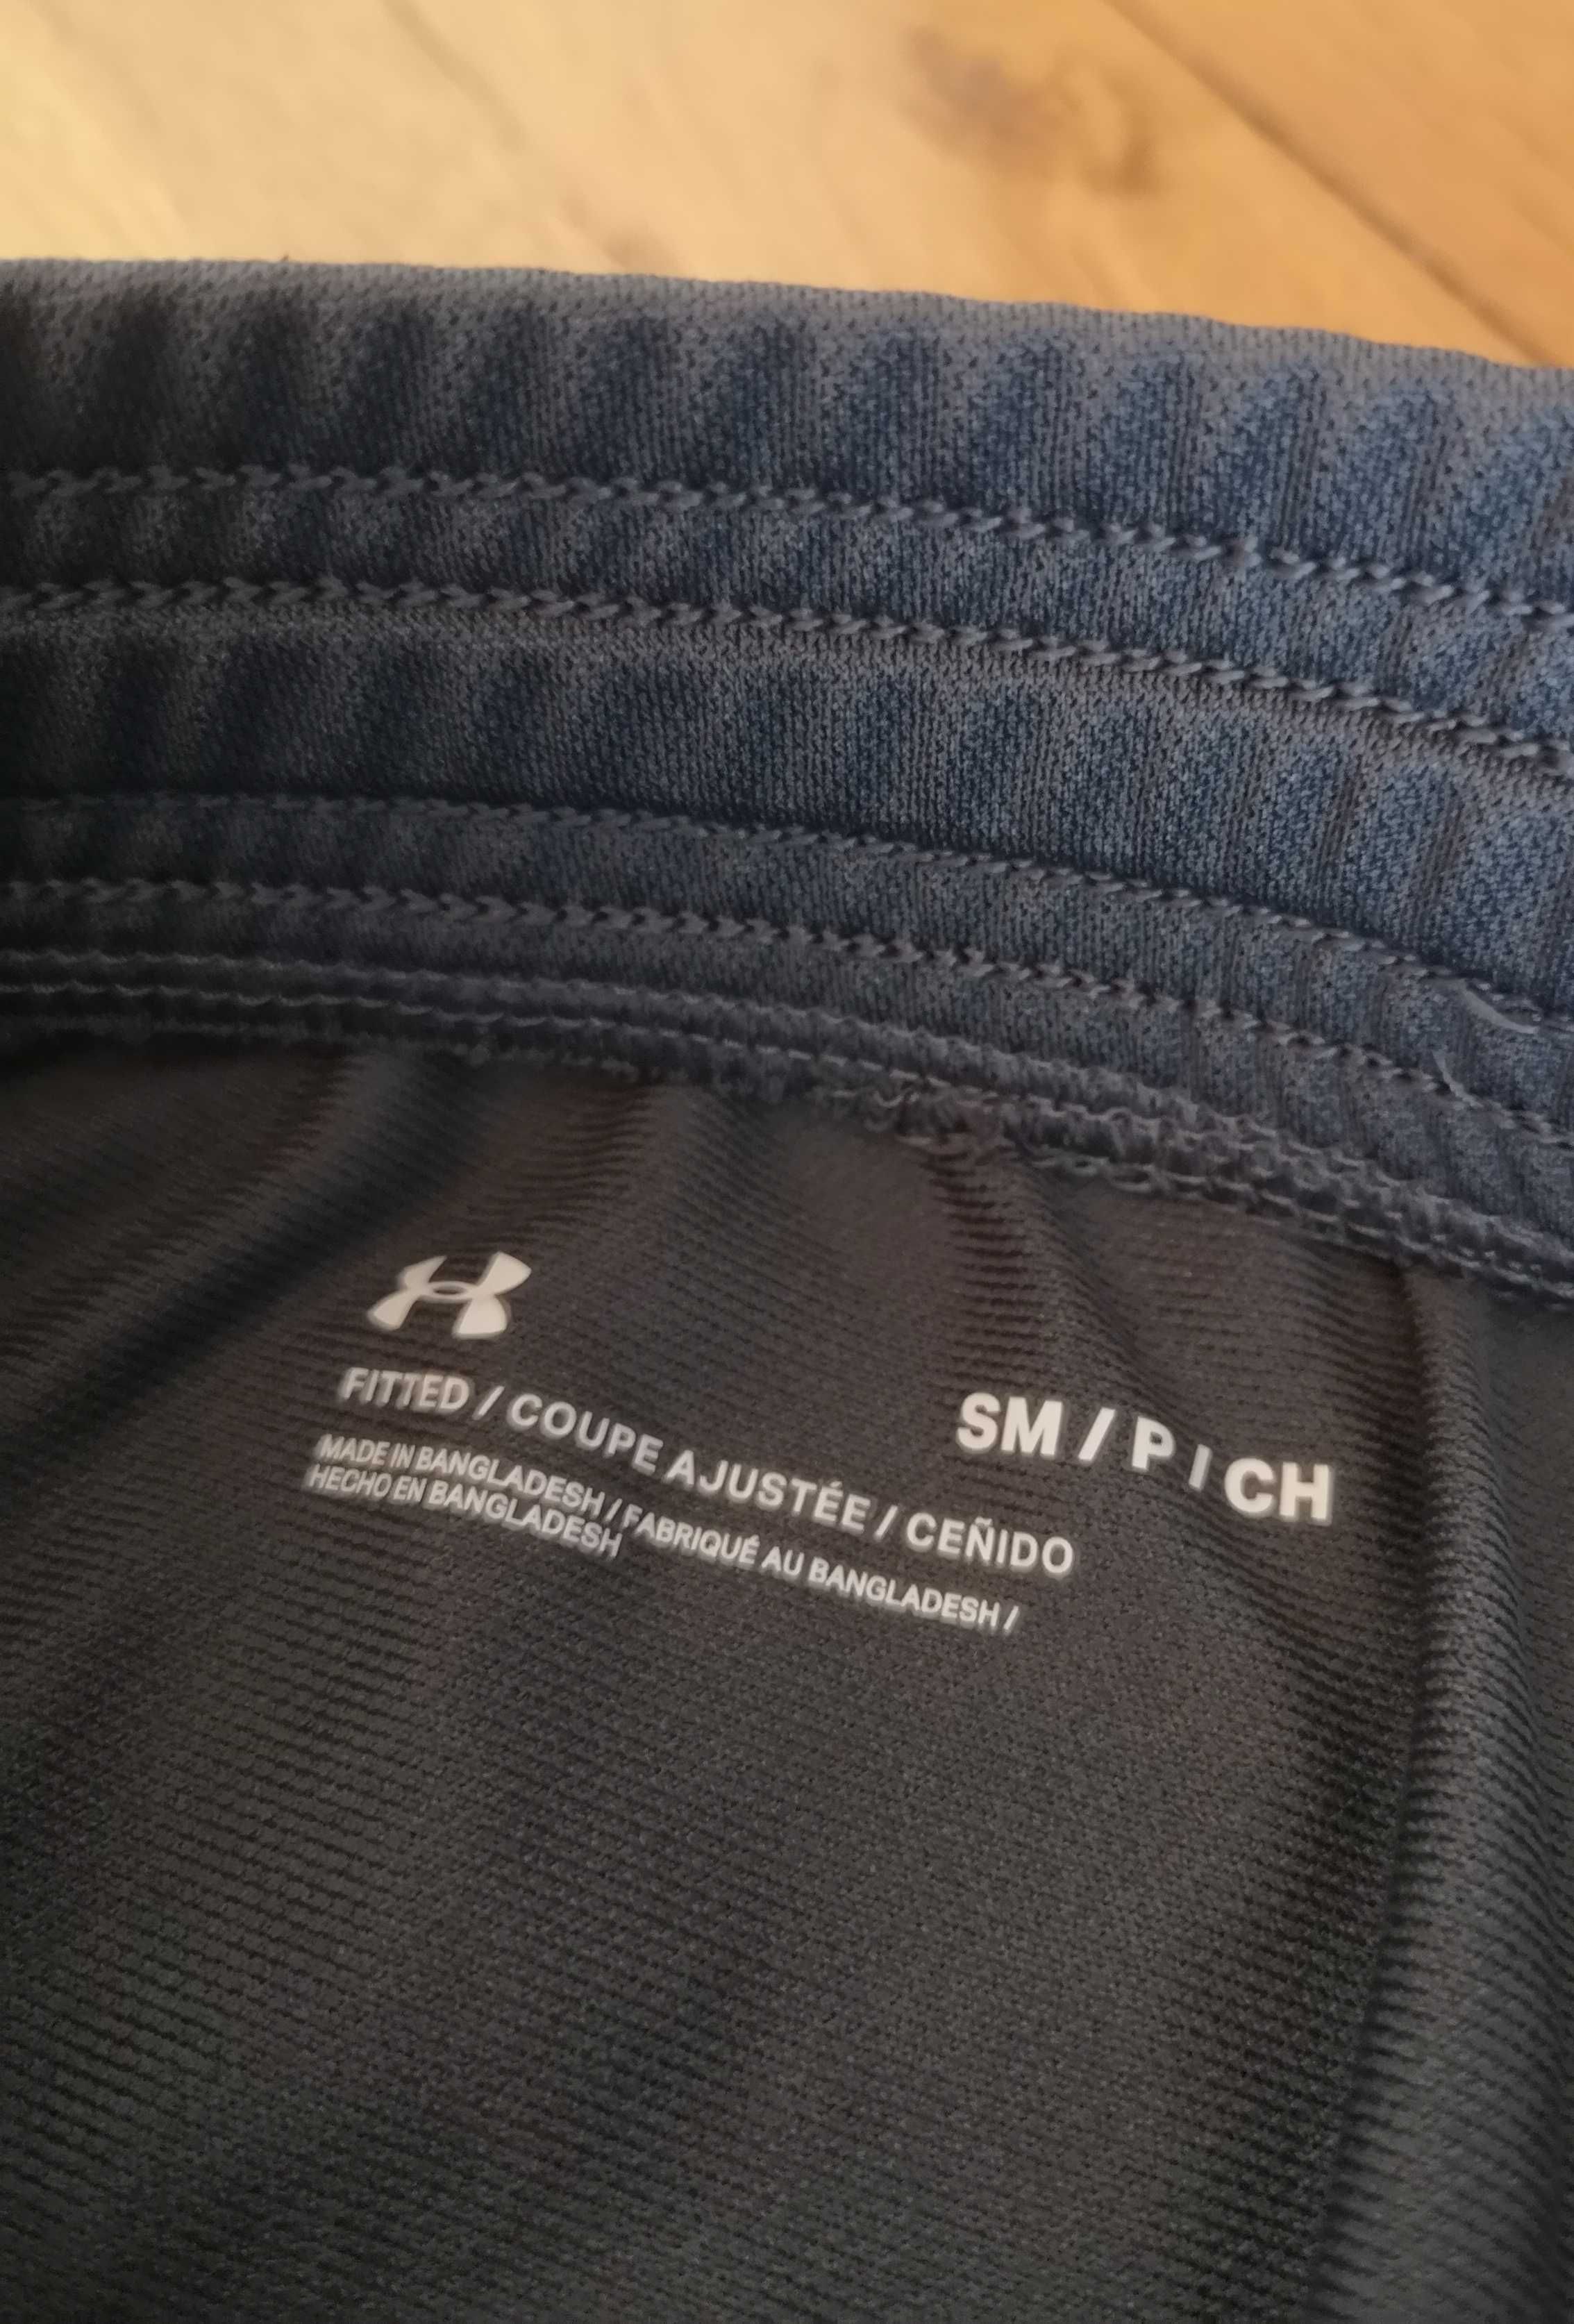 SM / P / CH
FITTED / COUPE AJUSTÉE / CEÑIDO
MADE IN BANGLADESH / FABRIQUÉ AU BANGLADESH /
HECHO EN BANGLADESH